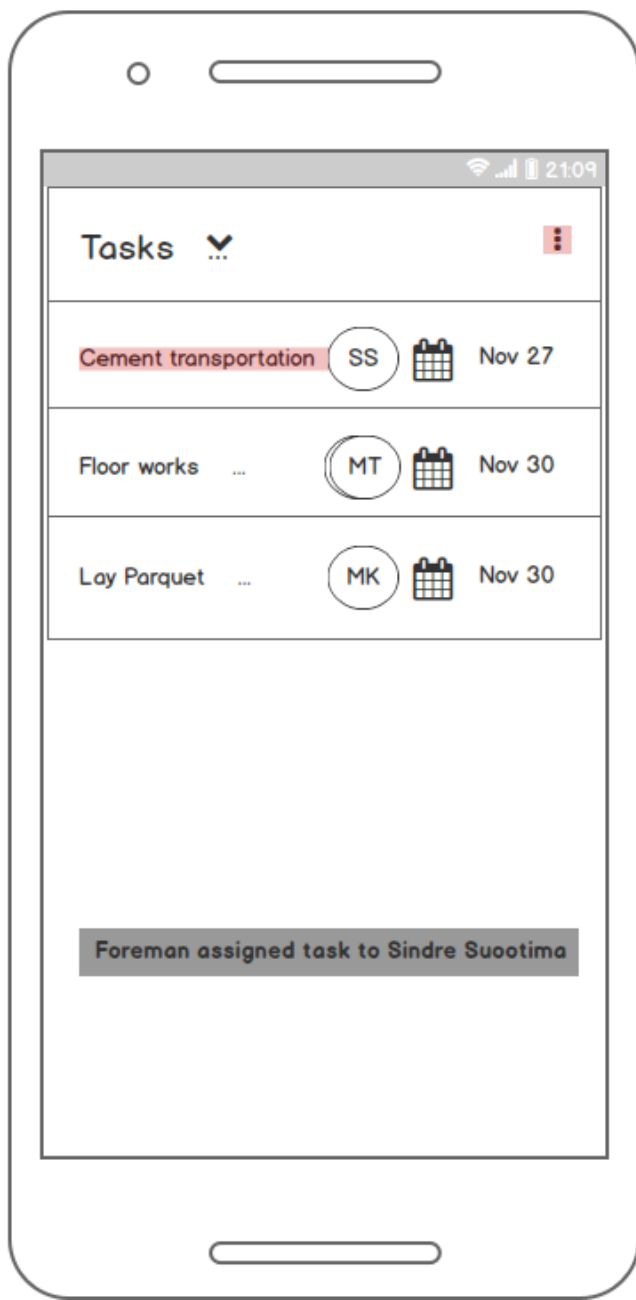 21:09
Tasks ...
Cement transportation SS Nov 27
Floor works ... MT Nov 30
Lay Parquet ... MK Nov 30
Foreman assigned task to Sindre Suootima